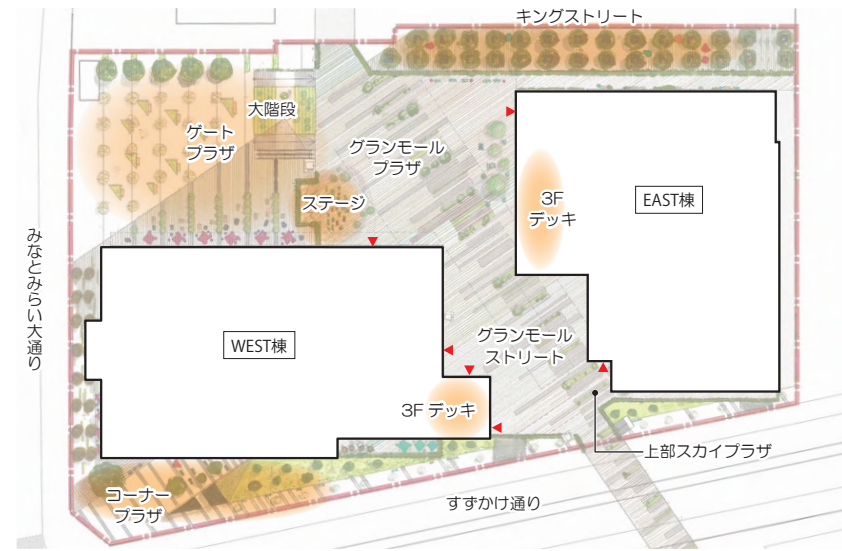 キングストリート
大階段
ゲート
プラザ
グランモール
プラザ
ステージ
3F
デッキ
EAST棟
みなとみらい大通り
WEST棟
グランモール
ストリート
3F デッキ
上部スカイプラザ
コーナー
プラザ
すずかけ通り